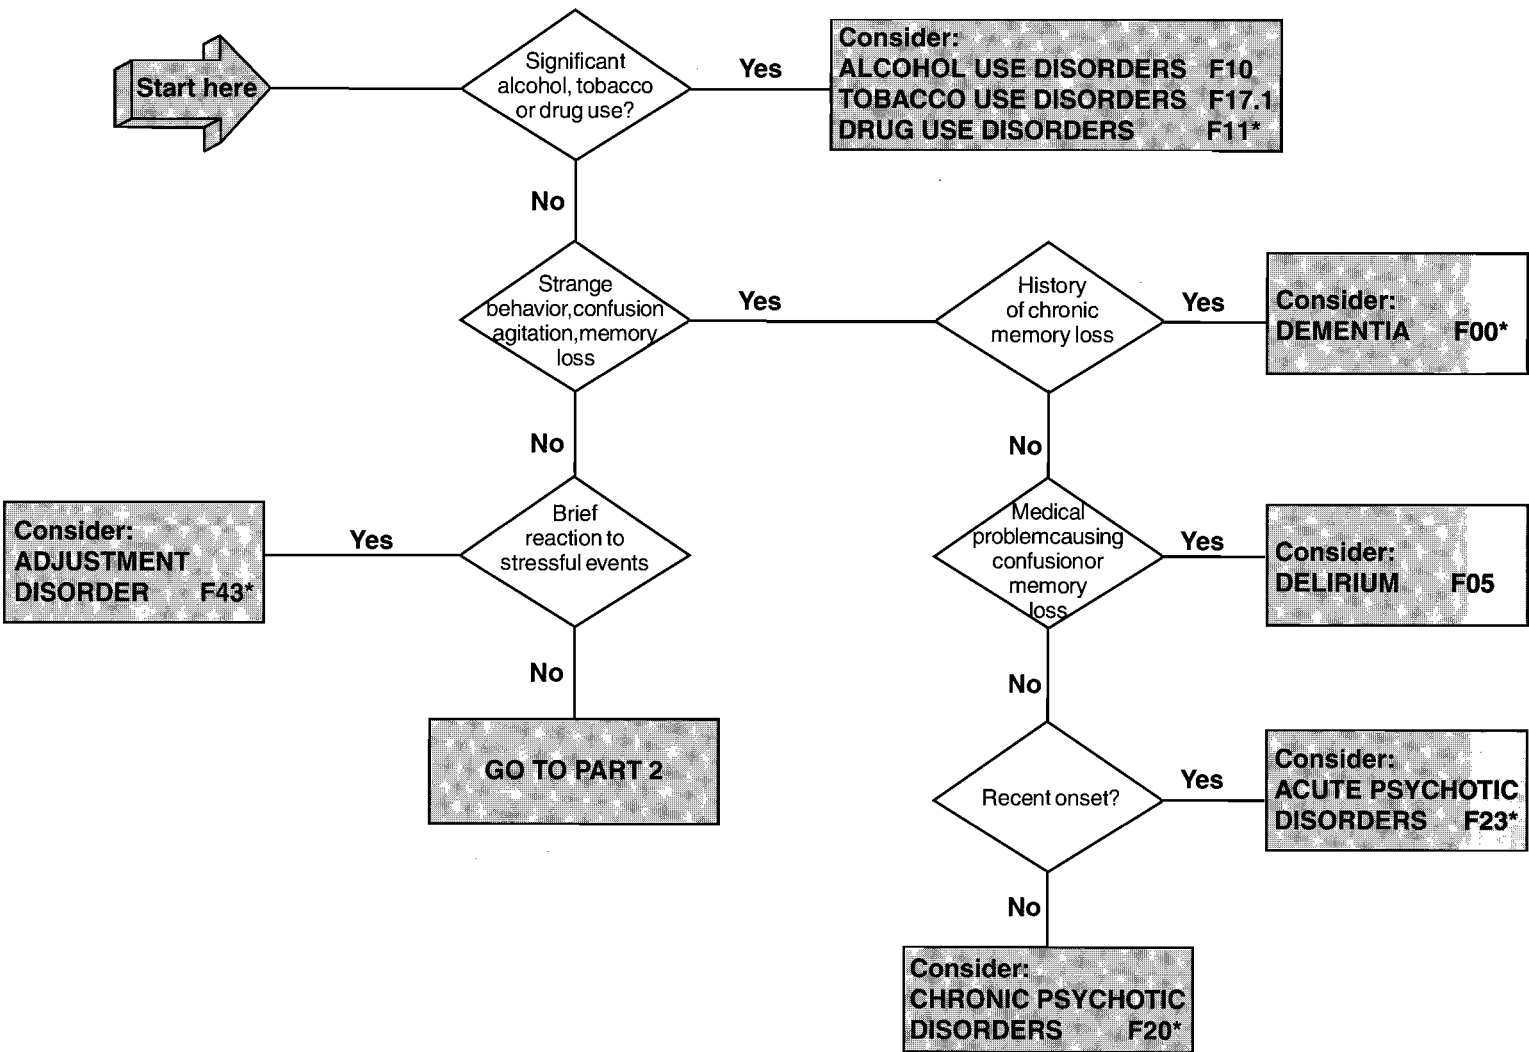 Start here
Significant
alcohol, tobacco
or drug use?
Yes
Consider:
ALCOHOL USE DISORDERS F10
TOBACCO USE DISORDERS F17.1
DRUG USE DISORDERS F11*
No
Strange
behavior,confusion
agitation,memory
loss
Yes
History
of chronic
memory loss
Yes
Consider:
DEMENTIA F00*
No
No
Consider:
ADJUSTMENT
DISORDER F43*
Yes
Brief
reaction to
stressful events
Medical
problemcausing
confusionor
memory
loss
Yes
Consider:
DELIRIUM F05
No
No
GO TO PART 2
Recent onset?
Yes
Consider:
ACUTE PSYCHOTIC
DISORDERS F23*
No
Consider:
CHRONIC PSYCHOTIC
DISORDERS F20*